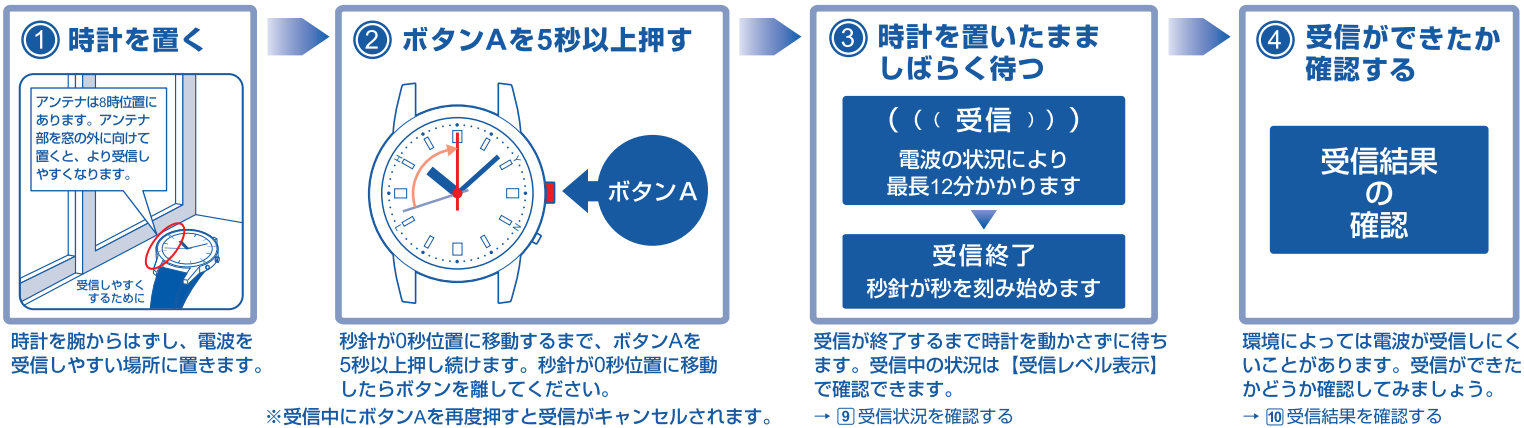 ① 時計を置く
アンテナは8時位置に
あります。アンテナ
部を窓の外に向けて
置くと、より受信し
やすくなります。
受信しやすく
するために
時計を腕からはずし、電波を
受信しやすい場所に置きます。
② ボタンAを5秒以上押す
H
Y
L
N
ボタンA
秒針が0秒位置に移動するまで、ボタンAを
5秒以上押し続けます。秒針が0秒位置に移動
したらボタンを離してください。
※受信中にボタンAを再度押すと受信がキャンセルされます。
③ 時計を置いたまま
しばらく待つ
((( 受信 )))
電波の状況により
最長12分かかります
受信終了
秒針が秒を刻み始めます
受信が終了するまで時計を動かさずに待ち
ます。受信中の状況は【受信レベル表示】
で確認できます。
→ 9 受信状況を確認する
④ 受信ができたか
確認する
受信結果
の
確認
環境によっては電波が受信しにく
いことがあります。受信ができた
かどうか確認してみましょう。
→ 10 受信結果を確認する